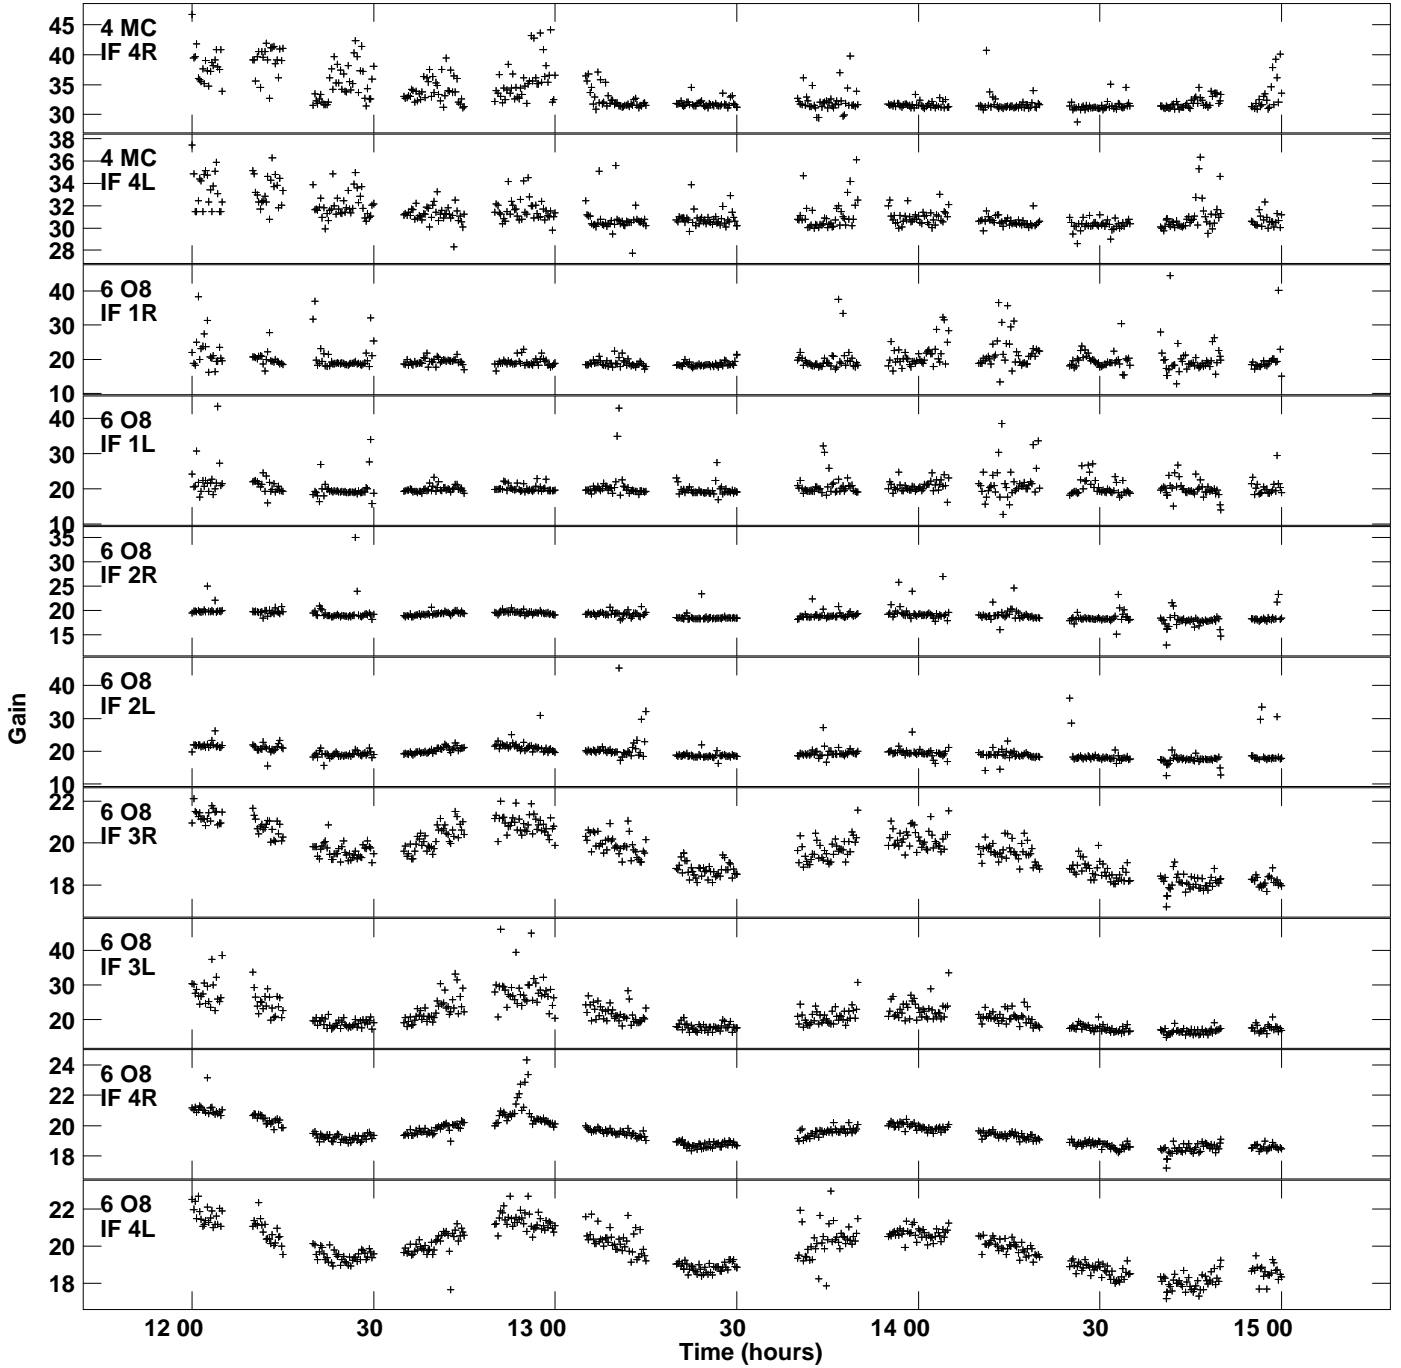 4 MC
IF 4R
45
40
35
30
4 MC
IF 4L
38
36
34
32
30
28
6 O8
IF 1R
40
30
20
10
6 O8
IF 1L
40
30
20
10
6 O8
IF 2R
35
30
25
20
15
6 O8
IF 2L
40
30
20
10
6 O8
IF 3R
22
20
18
6 O8
IF 3L
40
30
20
6 O8
IF 4R
24
22
20
18
6 O8
IF 4L
22
20
18
Gain
12 00 30 13 00 30 14 00 30 15 00
Time (hours)